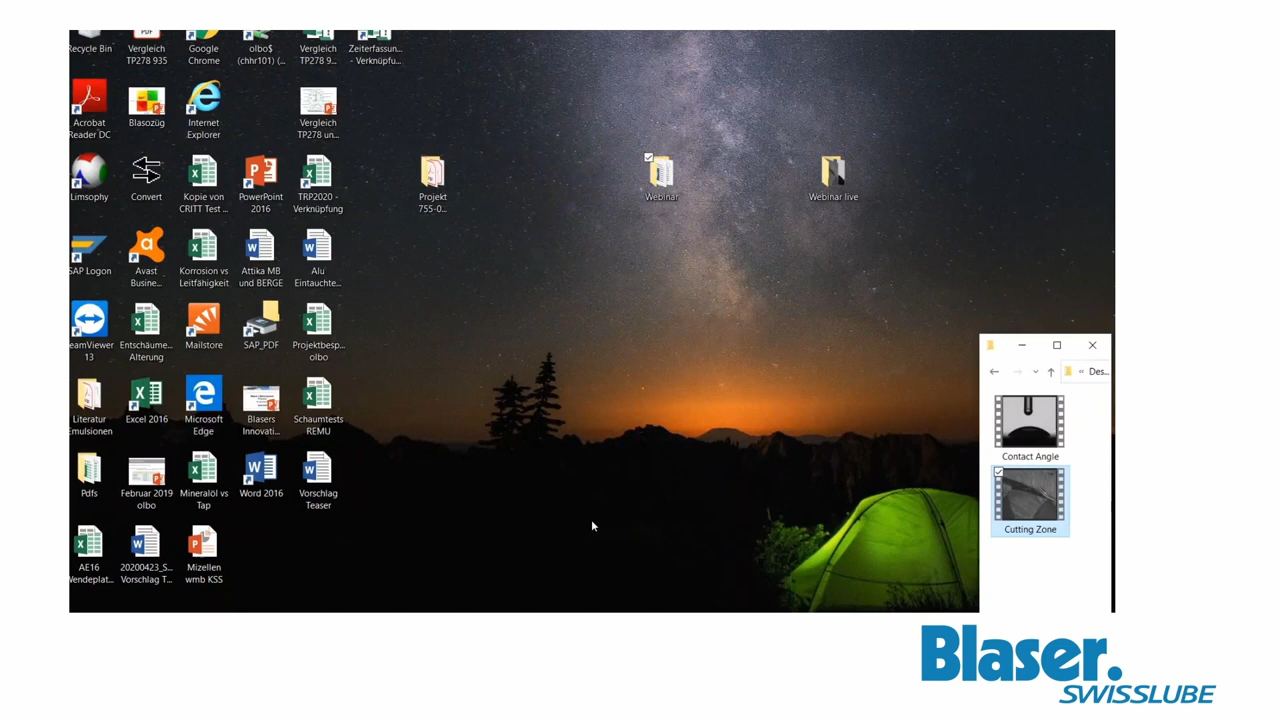 Recycle Bin
Vergleich
TP278 935
Google
Chrome
olbo$
(chhr101) (...
Vergleich
TP278 9...
Zeiterfassun...
- Verknüpfu...
Acrobat
Reader DC
Blasozug
Internet
Explorer
Vergleich
TP278 un...
Limsophy
Convert
Kopie von
CRITT Test ...
PowerPoint
2016
TRP2020 -
Verknüpfung
Projekt
755-0...
Webinar
Webinar live
SAP Logon
Avast
Busine...
Korrosion vs
Leitfähigkeit
Attika MB
und BERGE
Alu
Eintauchte...
eamViewer
13
Entschäume...
Alterung
Mailstore
SAP_PDF
Projektbesp...
olbo
Des...
Literatur
Emulsionen
Excel 2016
Microsoft
Edge
Blasers
Innovati...
Schaumtests
REMU
Contact Angle
Pdfs
Februar 2019
olbo
Mineralöl vs
Tap
Word 2016
Vorschlag
Teaser
Cutting Zone
AE16
Wendeplat...
20200423_S...
Vorschlag T...
Mizellen
wmb KSS
Blaser.
SWISSLUBE